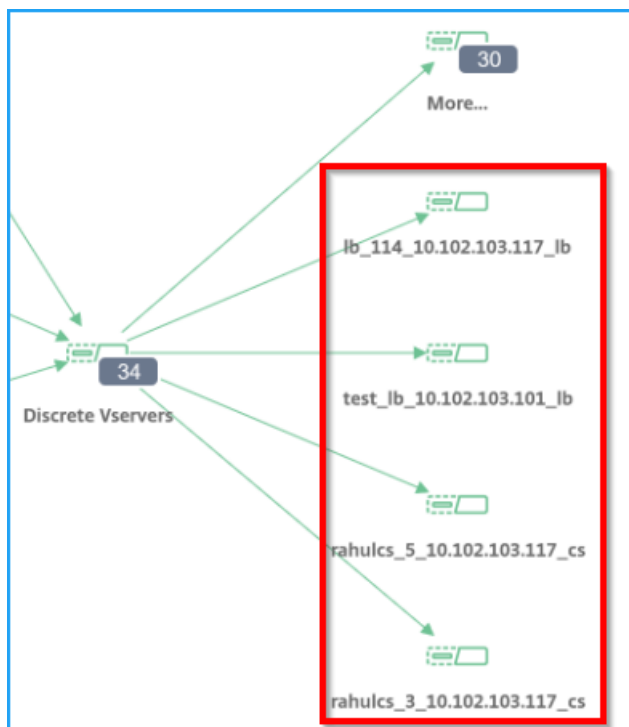 30
More...
lb_114_10.102.103.117_lb
34
Discrete Vservers
test_lb_10.102.103.101_lb
rahulcs_5_10.102.103.117_cs
rahulcs_3_10.102.103.117_cs